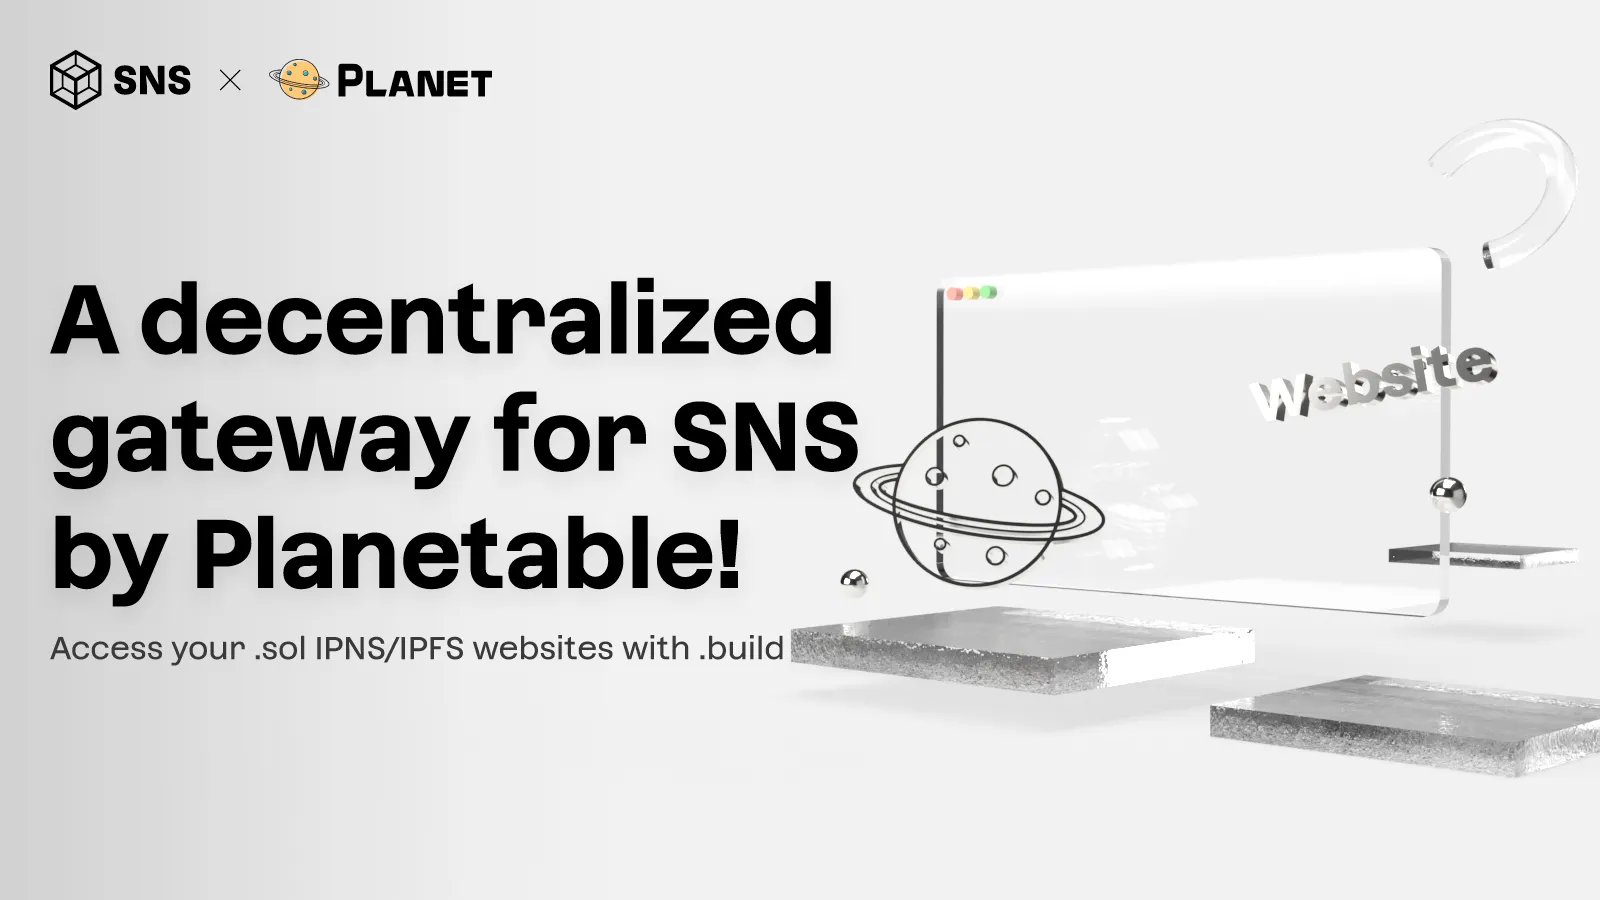 SNS × PLANET
A decentralized
gateway for SNS
by Planetable!
Access your .sol IPNS/IPFS websites with .build
Website